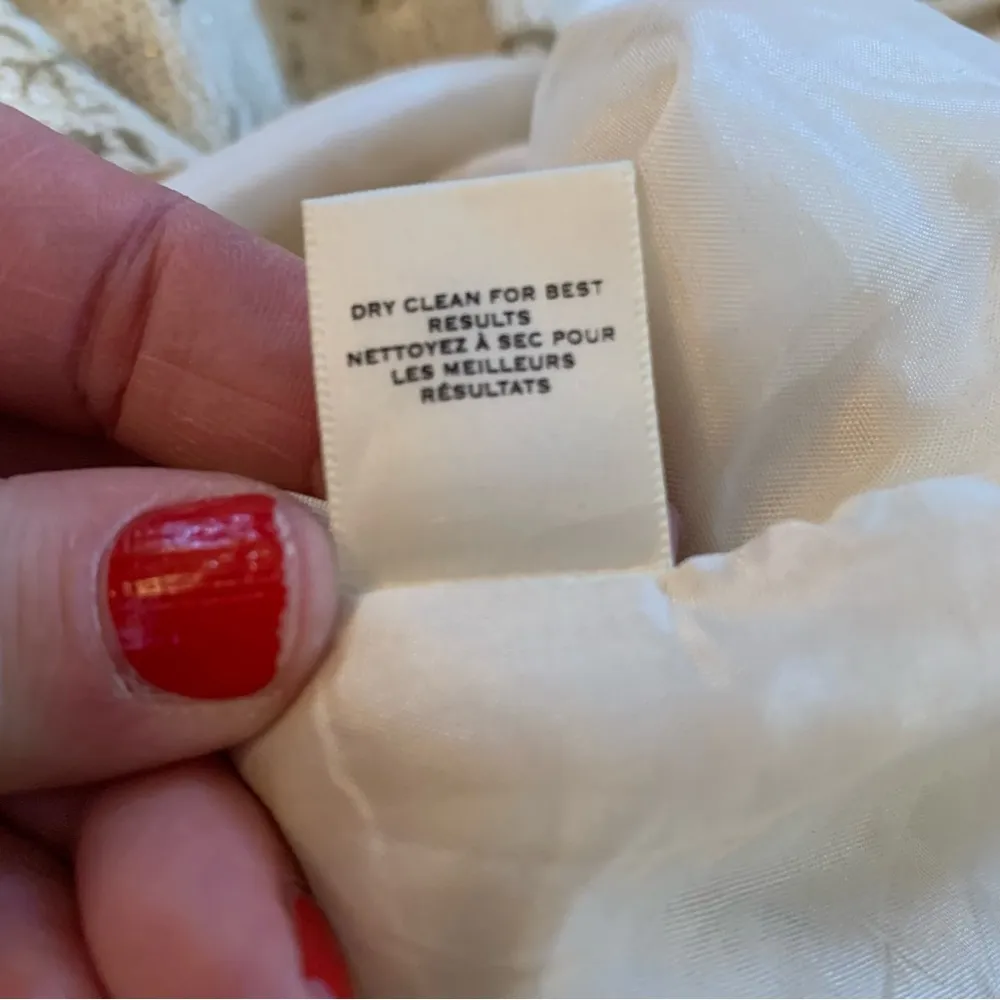 DRY CLEAN FOR BEST
RESULTS
NETTOYEZ À SEC POUR
LES MEILLEURS
RÉSULTATS